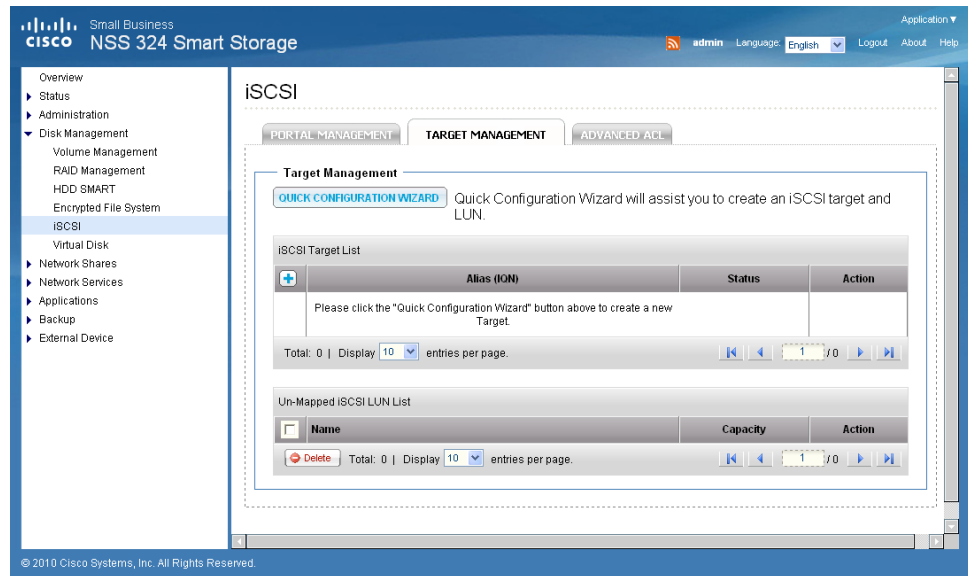 Small Business
Application
cisco NSS 324 Smart Storage
admin Language: English Logout About Help
Overview
Status
Administration
Disk Management
Volume Management
RAID Management
HDD SMART
Encrypted File System
iSCSI
Virtual Disk
Network Shares
Network Services
Applications
Backup
External Device
iSCSI
PORTAL MANAGEMENT TARGET MANAGEMENT ADVANCED ACL
Target Management
QUICK CONFIGURATION WIZARD Quick Configuration Wizard will assist you to create an iSCSI target and
LUN.
iSCSI Target List
Alias (IQN) Status Action
Please click the "Quick Configuration Wizard" button above to create a new
Target.
Total: 0 | Display 10 entries per page. 1 / 0
Un-Mapped iSCSI LUN List
Name Capacity Action
Delete Total: 0 | Display 10 entries per page. 1 / 0
© 2010 Cisco Systems, Inc. All Rights Reserved.